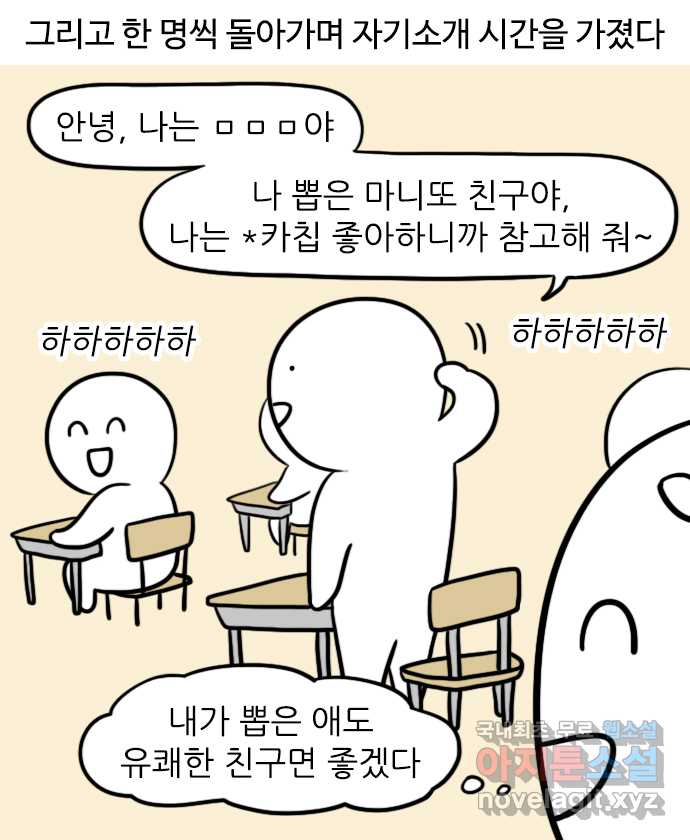 그리고 한 명씩 돌아가며 자기소개 시간을 가졌다
안녕, 나는 ㅁㅁㅁ야
나 뽑은 마니또 친구야,
나는 *카칩 좋아하니까 참고해 줘~
하하하하하
하하하하하
내가 뽑은 애도
유쾌한 친구면 좋겠다
국내최초 무료 웹소설
아지툰소설
novelagit.xyz